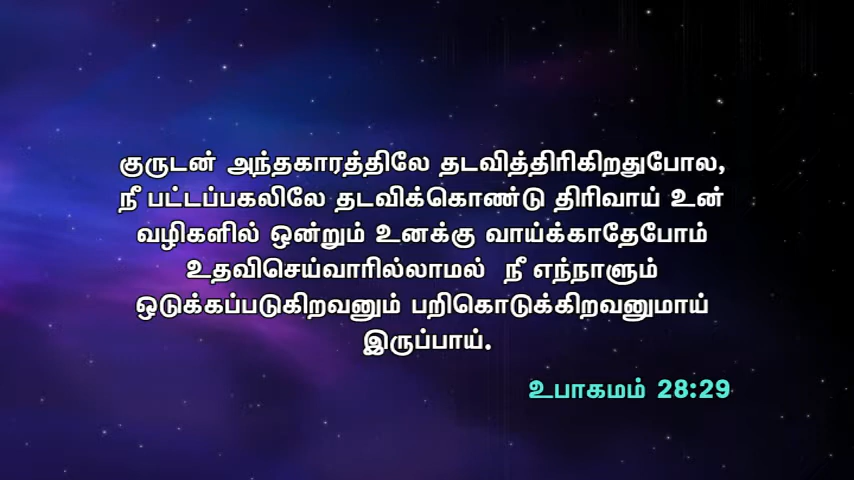 குருடன் அந்தகாரத்திலே தடவித்திரிகிறதுபோல,
நீ பட்டப்பகலிலே தடவிக்கொண்டு திரிவாய் உன்
வழிகளில் ஒன்றும் உனக்கு வாய்க்காதேபோம்
உதவிசெய்வாரில்லாமல் நீ எந்நாளும்
ஒடுக்கப்படுகிறவனும் பறிகொடுக்கிறவனுமாய்
இருப்பாய்.
உபாகமம் 28:29